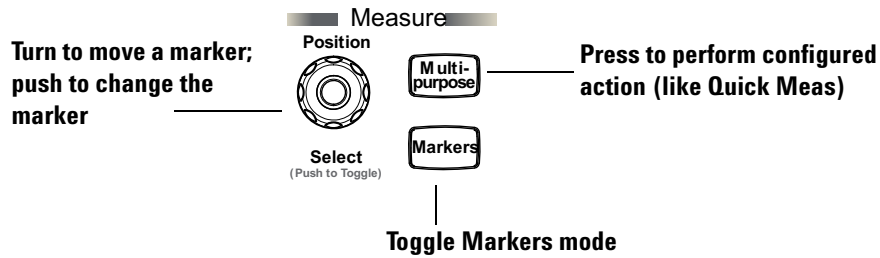 Measure
Turn to move a marker;
push to change the
marker
Position
Multi-
purpose
Press to perform configured
action (like Quick Meas)
Select
(Push to Toggle)
Markers
Toggle Markers mode